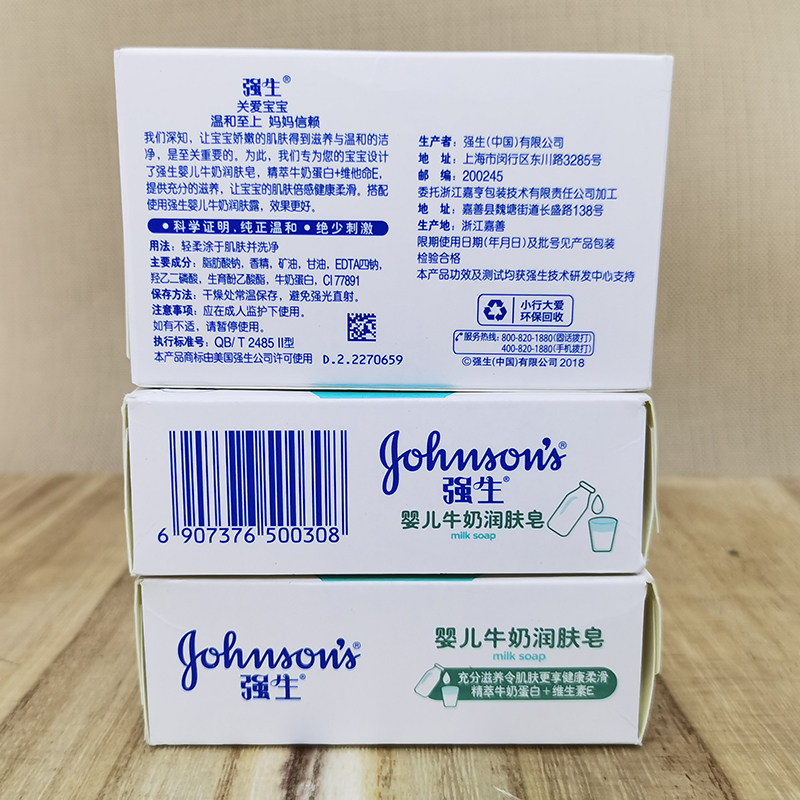 强生®
关爱宝宝
温和至上 妈妈信赖
我们深知，让宝宝娇嫩的肌肤得到滋养与温和的洁
净，是至关重要的。为此，我们专为您的宝宝设计
了强生婴儿牛奶润肤皂，精萃牛奶蛋白+维他命E，
提供充分的滋养，让宝宝的肌肤倍感健康柔滑。搭配
使用强生婴儿牛奶润肤露，效果更好。
• 科学证明.纯正温和 • 绝少刺激
用法：轻柔涂于肌肤并洗净
主要成分：脂肪酸钠，香精，矿油，甘油，EDTA四钠，
羟乙二磷酸，生育酚乙酸酯，牛奶蛋白，CI 77891
保存方法：干燥处常温保存，避免强光直射。
注意事项：应在成人监护下使用。
如有不适，请暂停使用。
执行标准号：QB/T 2485 II型
本产品商标由美国强生公司许可使用 D.2.2270659
生产者：强生(中国)有限公司
地 址：上海市闵行区东川路3285号
邮 编：200245
委托浙江嘉亨包装技术有限责任公司加工
地 址：嘉善县魏塘街道长盛路138号
生产地：浙江嘉善
限期使用日期(年月日)及批号见产品包装
检验合格
本产品功效及测试均获强生技术研发中心支持
小行大爱
环保回收
服务热线：800-820-1880(固话拨打)
400-820-1880(手机拨打)
©强生(中国)有限公司 2018
Johnson's®
强生®
婴儿牛奶润肤皂
milk soap
6 907376 500308
Johnson's®
强生®
婴儿牛奶润肤皂
milk soap
充分滋养令肌肤更享健康柔滑
精萃牛奶蛋白+维生素E